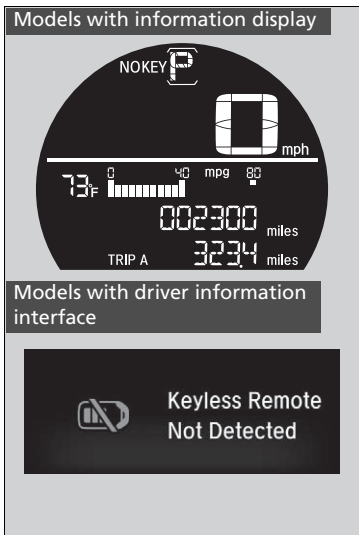 Models with information display
NOKEY P
0
mph
73°F 0 40 mpg 80
002300 miles
TRIP A 323.4 miles
Models with driver information
interface
Keyless Remote
Not Detected